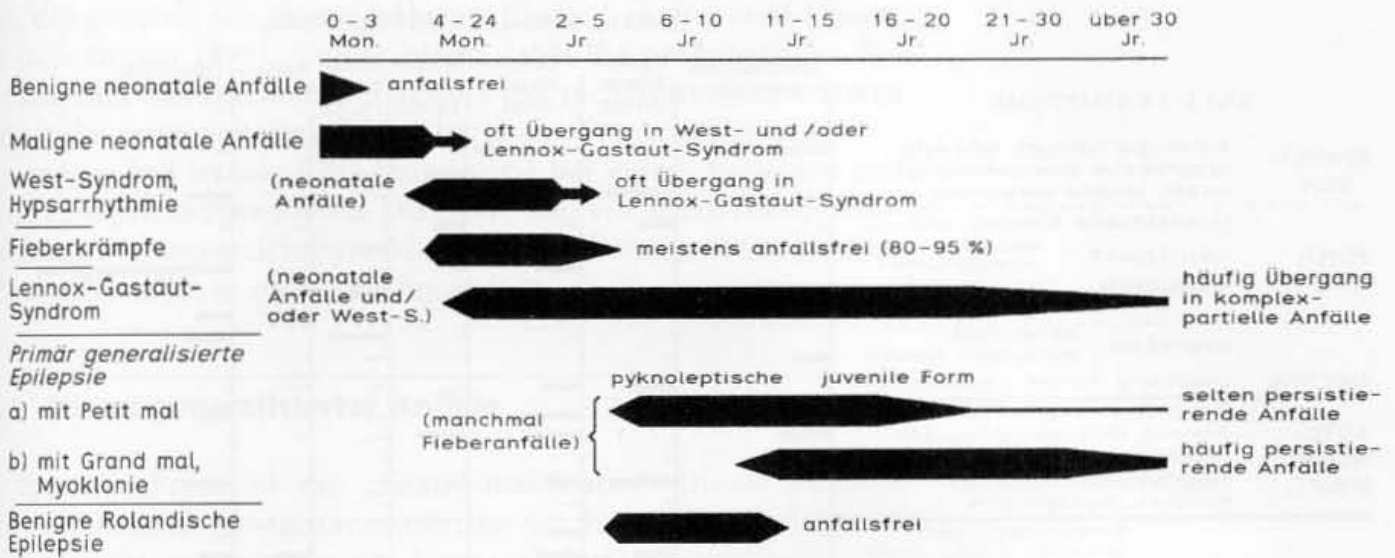 0–3 4–24 2–5 6–10 11–15 16–20 21–30 über 30
Mon. Mon. Jr. Jr. Jr. Jr. Jr. Jr.
Benigne neonatale Anfälle anfallsfrei
Maligne neonatale Anfälle oft Übergang in West- und/oder
Lennox-Gastaut-Syndrom
West-Syndrom, (neonatale oft Übergang in
Hypsarrhythmie Anfälle) Lennox-Gastaut-Syndrom
Fieberkrämpfe meistens anfallsfrei (80–95 %)
Lennox-Gastaut- (neonatale häufig Übergang
Syndrom Anfälle und/ in komplex-
oder West-S.) partielle Anfälle
Primär generalisierte
Epilepsie
pyknoleptische juvenile Form
a) mit Petit mal selten persistie-
rende Anfälle
(manchmal
Fieberanfälle)
b) mit Grand mal, häufig persistie-
Myoklonie rende Anfälle
Benigne Rolandische anfallsfrei
Epilepsie